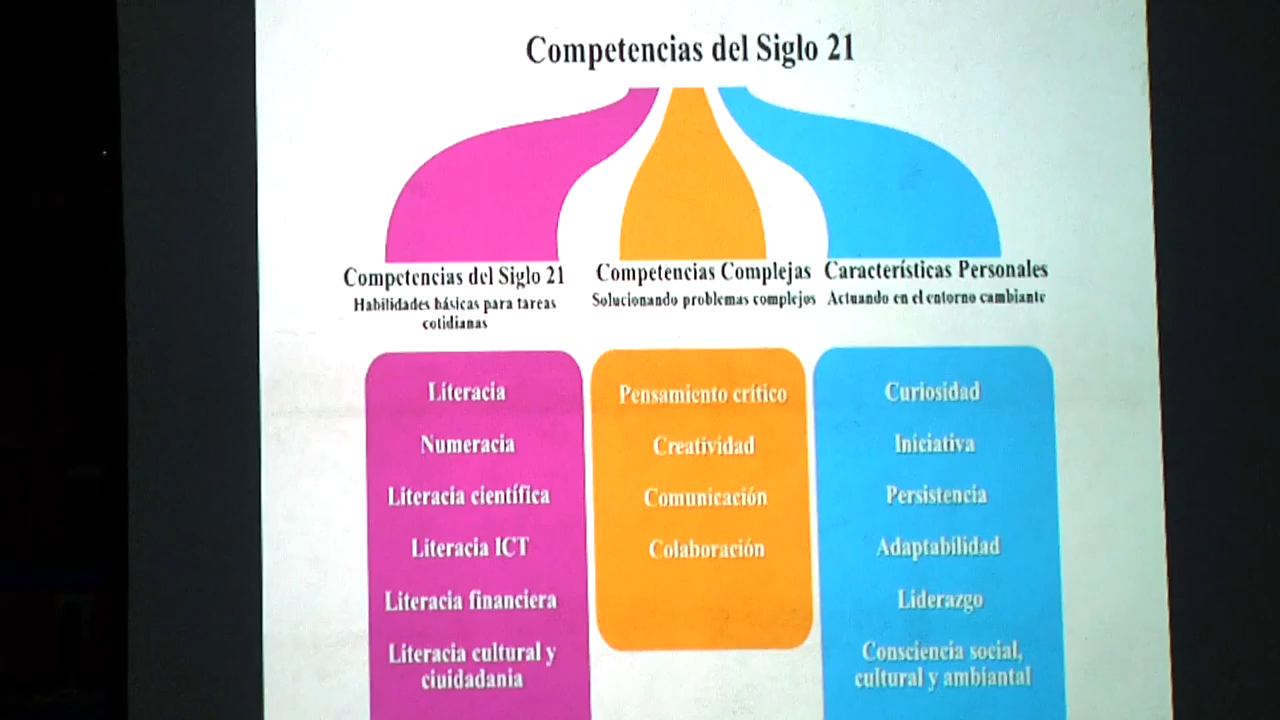 Competencias del Siglo 21
Competencias del Siglo 21
Habilidades básicas para tareas
cotidianas
Literacia
Numeracia
Literacia científica
Literacia ICT
Literacia financiera
Literacia cultural y
ciuidadania
Competencias Complejas
Solucionando problemas complejos
Pensamiento crítico
Creatividad
Comunicación
Colaboración
Características Personales
Actuando en el entorno cambiante
Curiosidad
Iniciativa
Persistencia
Adaptabilidad
Liderazgo
Consciencia social,
cultural y ambiantal